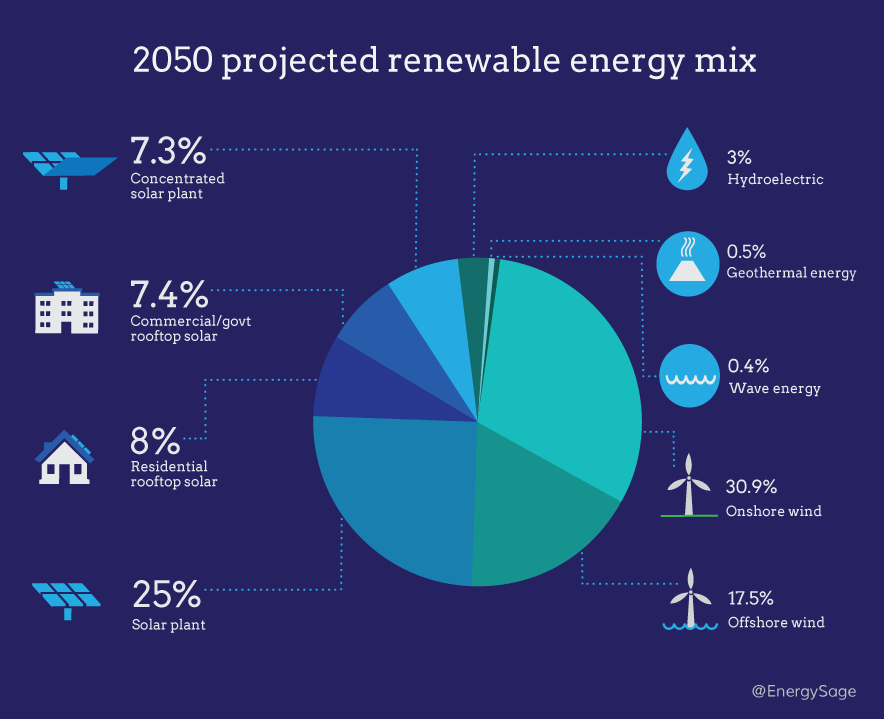 2050 projected renewable energy mix
7.3%
Concentrated
solar plant
7.4%
Commercial/govt
rooftop solar
8%
Residential
rooftop solar
25%
Solar plant
3%
Hydroelectric
0.5%
Geothermal energy
0.4%
Wave energy
30.9%
Onshore wind
17.5%
Offshore wind
@EnergySage